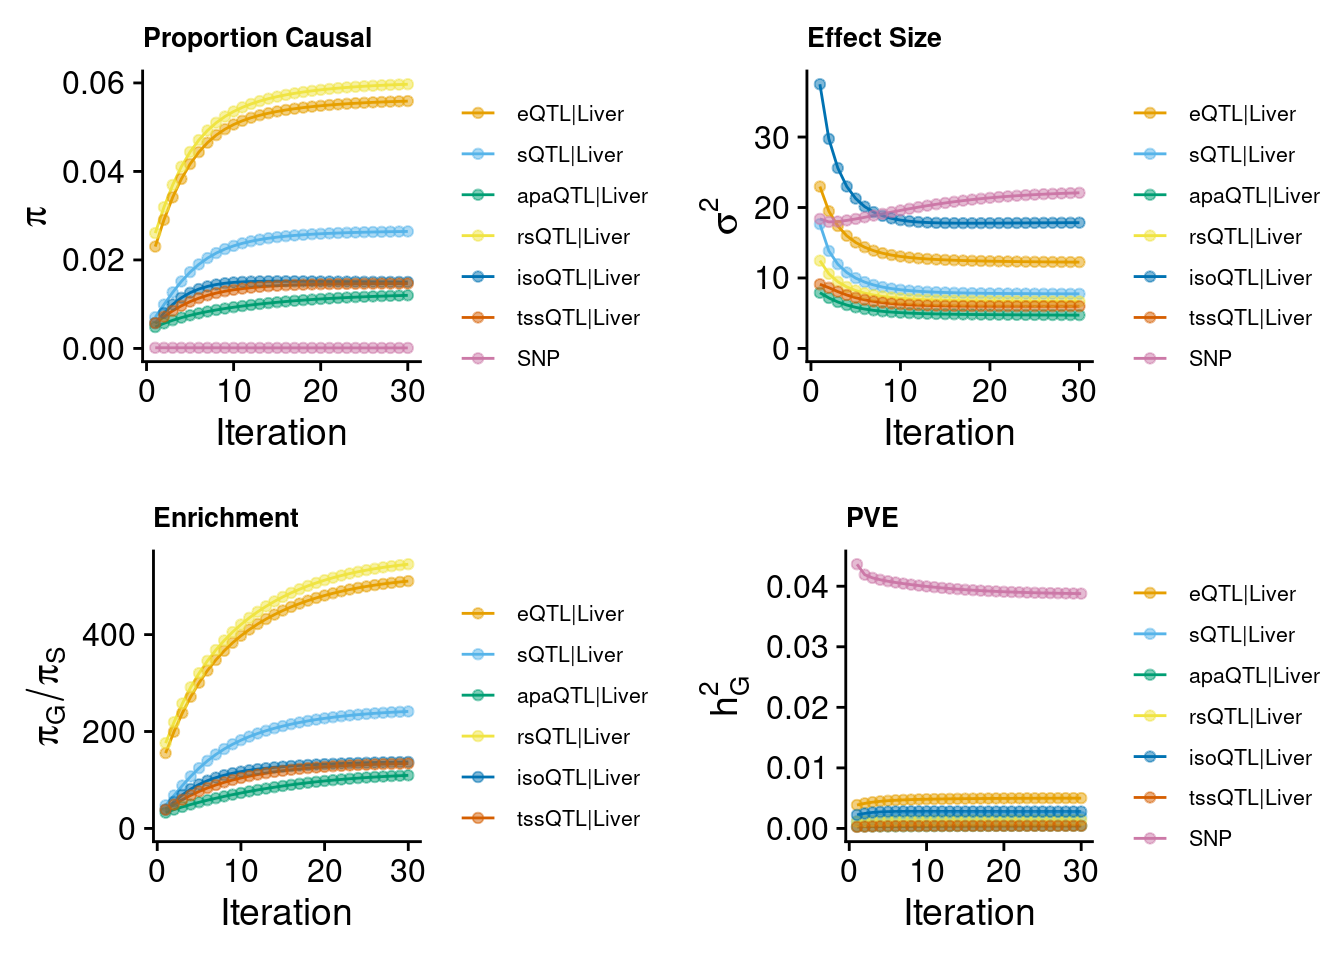 Proportion Causal
π
0.06
0.04
0.02
0.00
0 10 20 30
Iteration
eQTL|Liver
sQTL|Liver
apaQTL|Liver
rsQTL|Liver
isoQTL|Liver
tssQTL|Liver
SNP
Effect Size
σ²
30
20
10
0
0 10 20 30
Iteration
eQTL|Liver
sQTL|Liver
apaQTL|Liver
rsQTL|Liver
isoQTL|Liver
tssQTL|Liver
SNP
Enrichment
π_G/π_S
400
200
0
0 10 20 30
Iteration
eQTL|Liver
sQTL|Liver
apaQTL|Liver
rsQTL|Liver
isoQTL|Liver
tssQTL|Liver
PVE
h²_G
0.04
0.03
0.02
0.01
0.00
0 10 20 30
Iteration
eQTL|Liver
sQTL|Liver
apaQTL|Liver
rsQTL|Liver
isoQTL|Liver
tssQTL|Liver
SNP